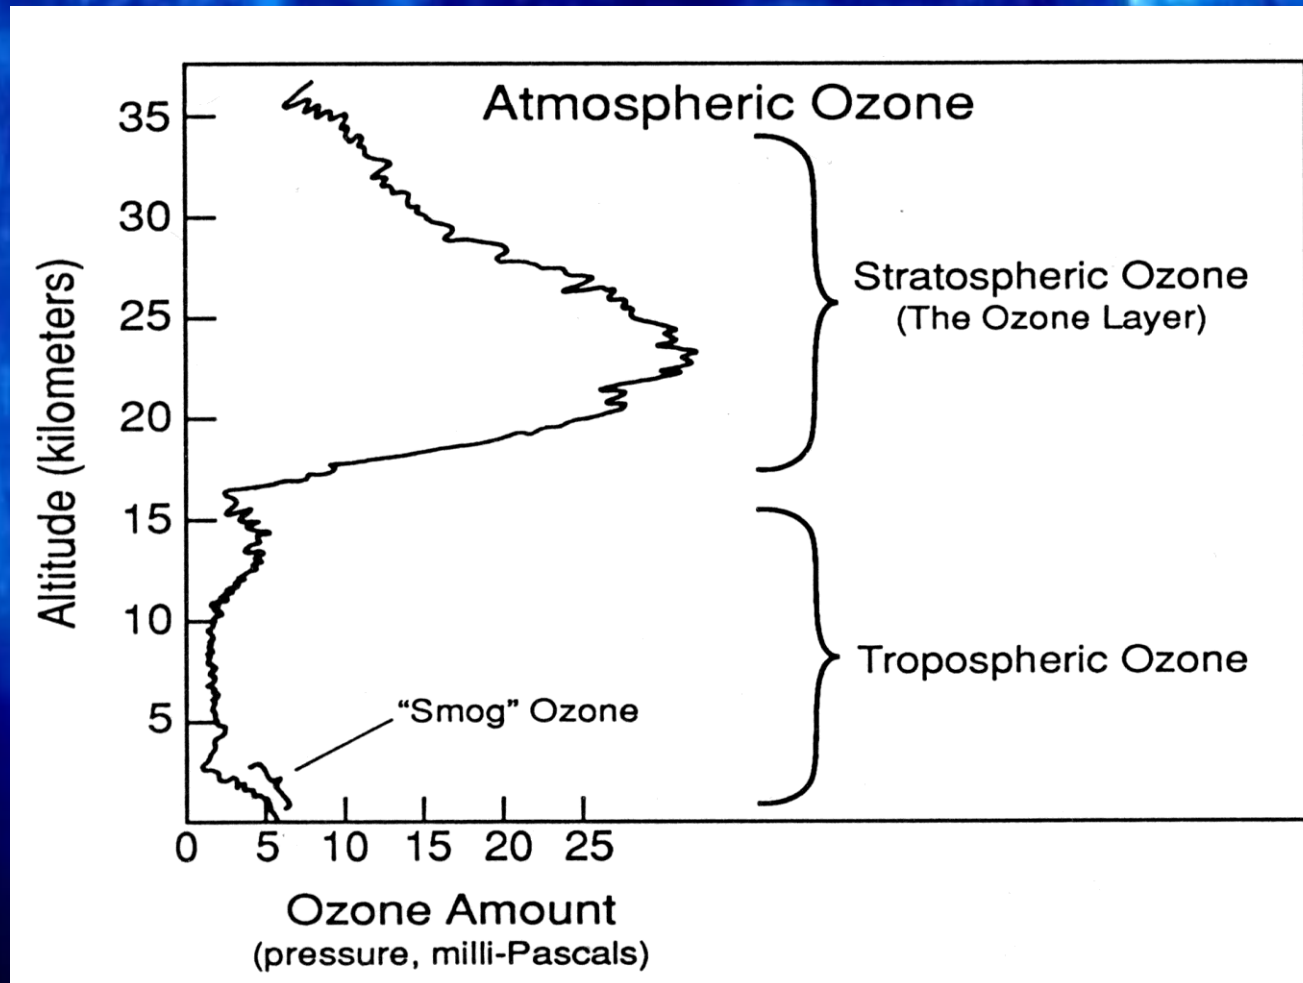 Atmospheric Ozone
35
30
25
20
15
10
5
Altitude (kilometers)
Stratospheric Ozone
(The Ozone Layer)
Tropospheric Ozone
“Smog” Ozone
0 5 10 15 20 25
Ozone Amount
(pressure, milli-Pascals)